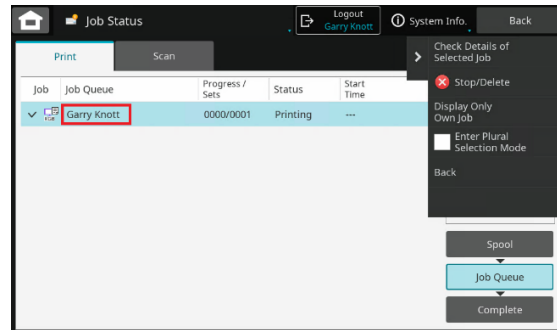 Job Status
Logout
Garry Knott
System Info.
Back
Print
Scan
Check Details of
Selected Job
Job
Job Queue
Progress /
Sets
Status
Start
Time
Stop/Delete
Garry Knott
0000/0001
Printing
---
Display Only
Own Job
Enter Plural
Selection Mode
Back
Spool
Job Queue
Complete